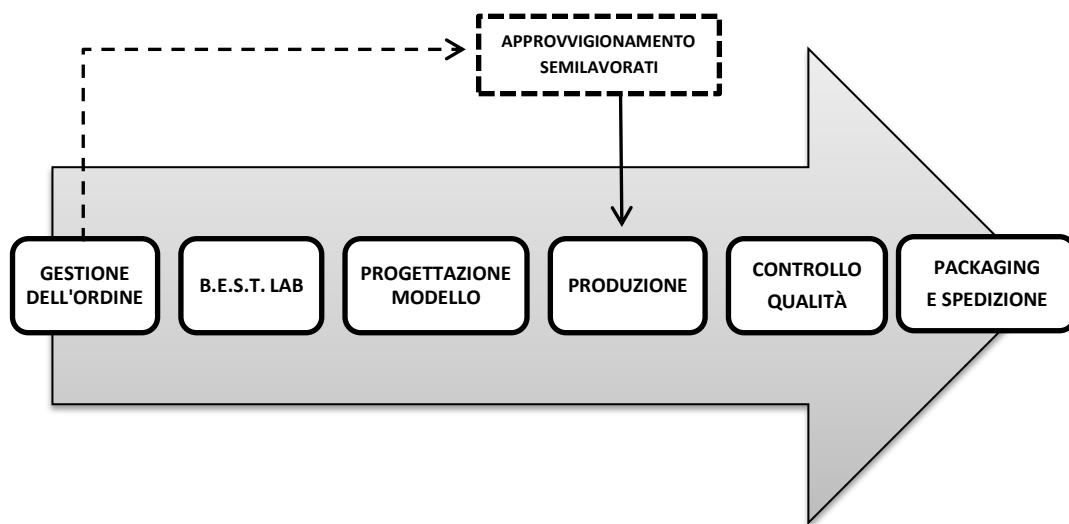 APPROVVIGIONAMENTO
SEMILAVORATI
GESTIONE
DELL'ORDINE
B.E.S.T. LAB
PROGETTAZIONE
MODELLO
PRODUZIONE
CONTROLLO
QUALITÀ
PACKAGING
E SPEDIZIONE